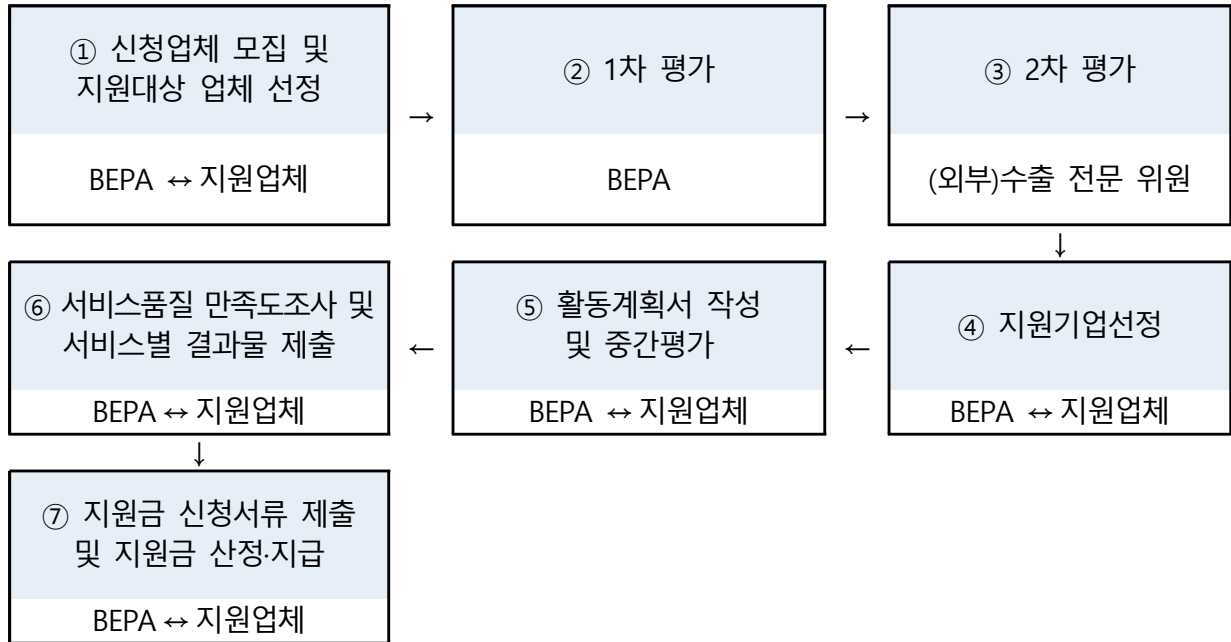 ① 신청업체 모집 및
지원대상 업체 선정
BEPA ↔ 지원업체
→
② 1차 평가
BEPA
→
③ 2차 평가
(외부)수출 전문 위원
↓
④ 지원기업선정
BEPA ↔ 지원업체
←
⑤ 활동계획서 작성
및 중간평가
BEPA ↔ 지원업체
←
⑥ 서비스품질 만족도조사 및
서비스별 결과물 제출
BEPA ↔ 지원업체
↓
⑦ 지원금 신청서류 제출
및 지원금 산정·지급
BEPA ↔ 지원업체